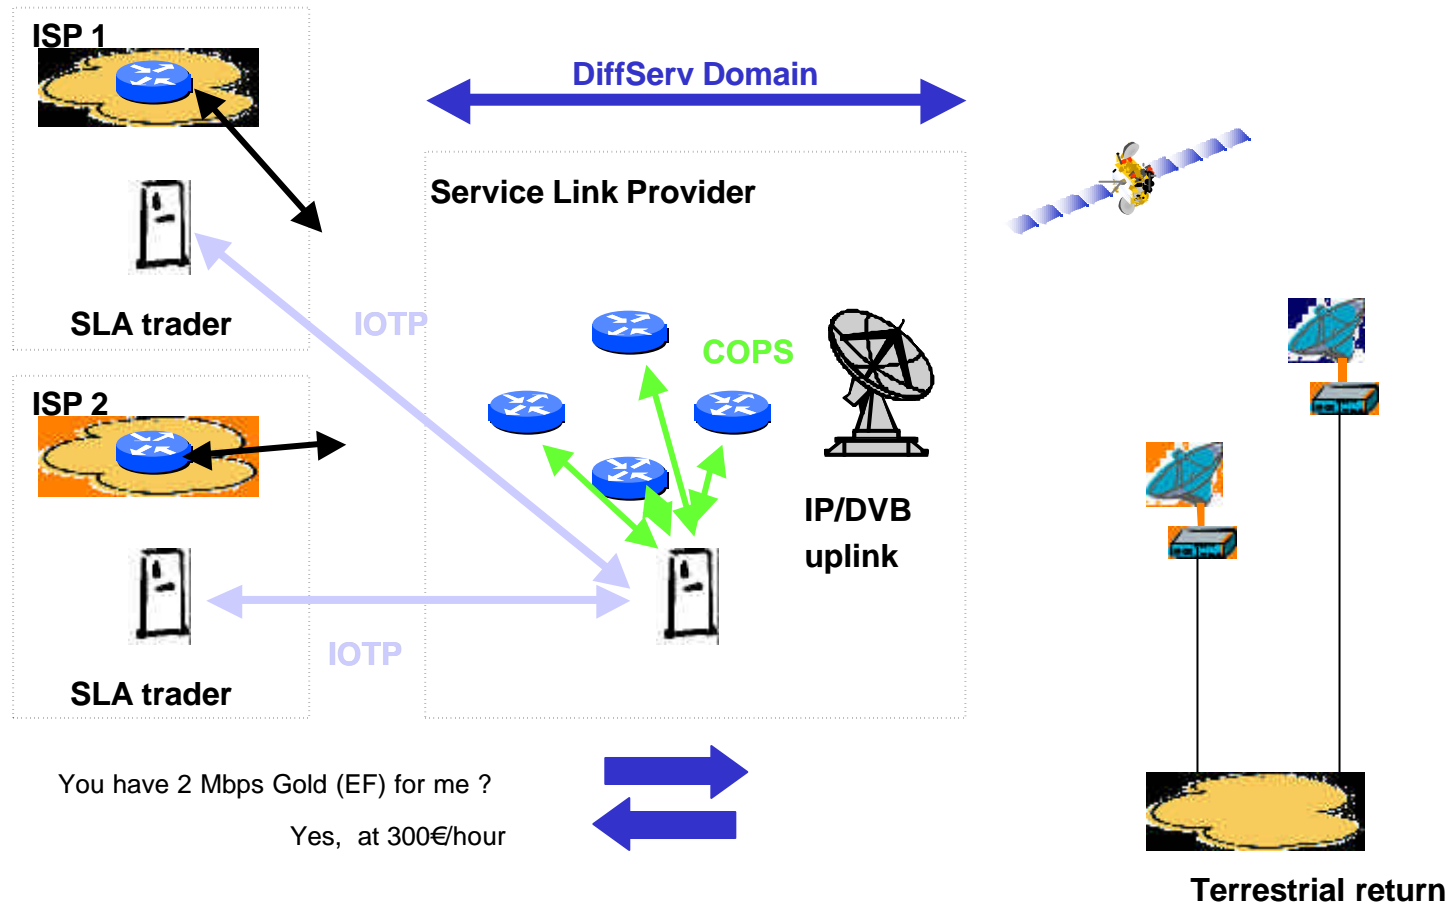 ISP 1
DiffServ Domain
Service Link Provider
SLA trader
IOTP
COPS
ISP 2
IP/DVB
uplink
IOTP
SLA trader
You have 2 Mbps Gold (EF) for me ?
Yes, at 300€/hour
Terrestrial return